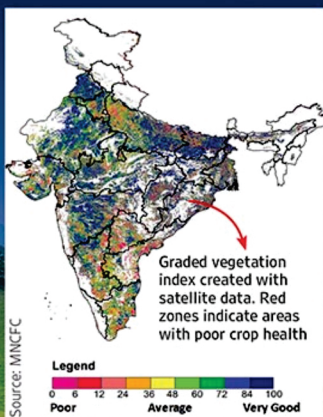 Graded vegetation
index created with
satellite data. Red
zones indicate areas
with poor crop health
Source: MNCFC
Legend
0 6 12 24 36 48 60 72 84 100
Poor Average Very Good